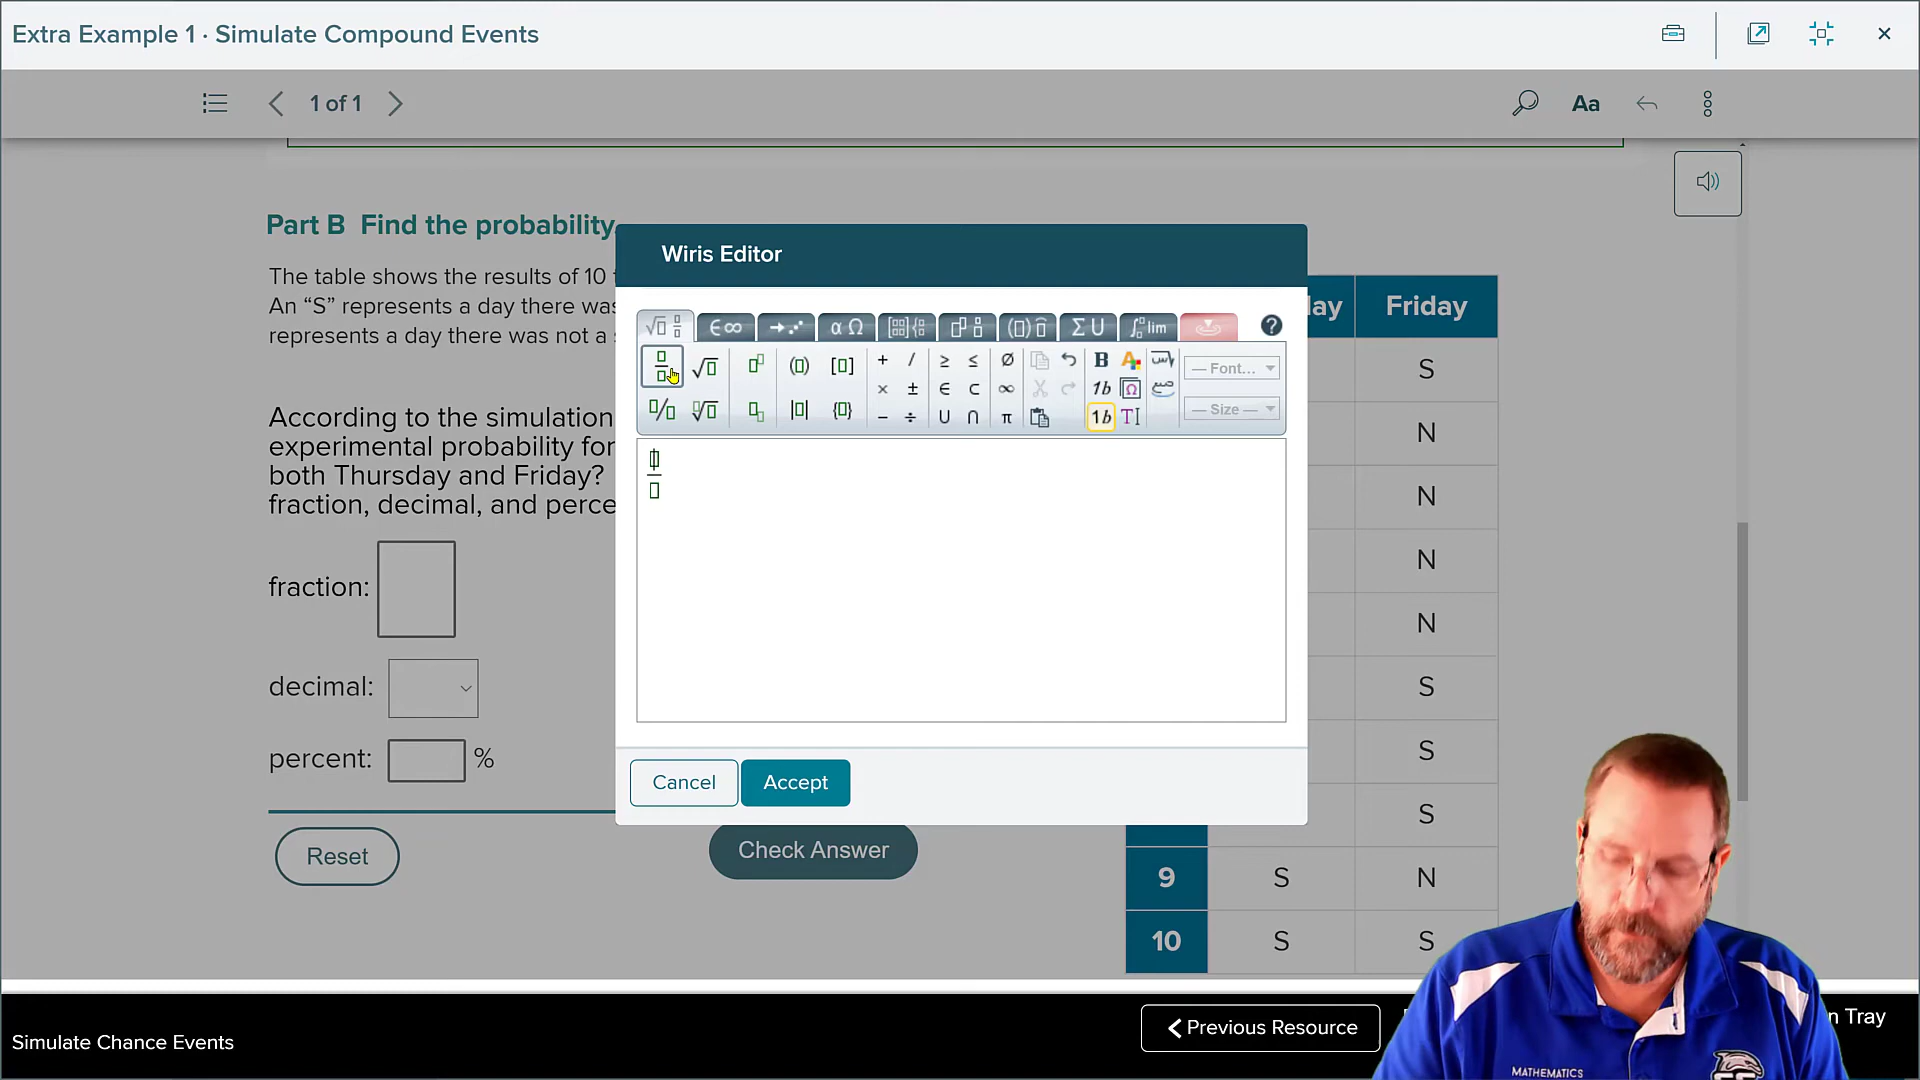 Extra Example 1 · Simulate Compound Events
1 of 1
Aa
Part B Find the probability.
The table shows the results of 10
An “S” represents a day there was
represents a day there was not a
According to the simulation
experimental probability for
both Thursday and Friday?
fraction, decimal, and perce
fraction:
decimal:
percent: %
Reset
Check Answer
Wiris Editor
— Font...
— Size —
Cancel
Accept
day Friday
S
N
N
N
N
S
S
S
9 S N
10 S S
Simulate Chance Events
Previous Resource
n Tray
MATHEMATICS